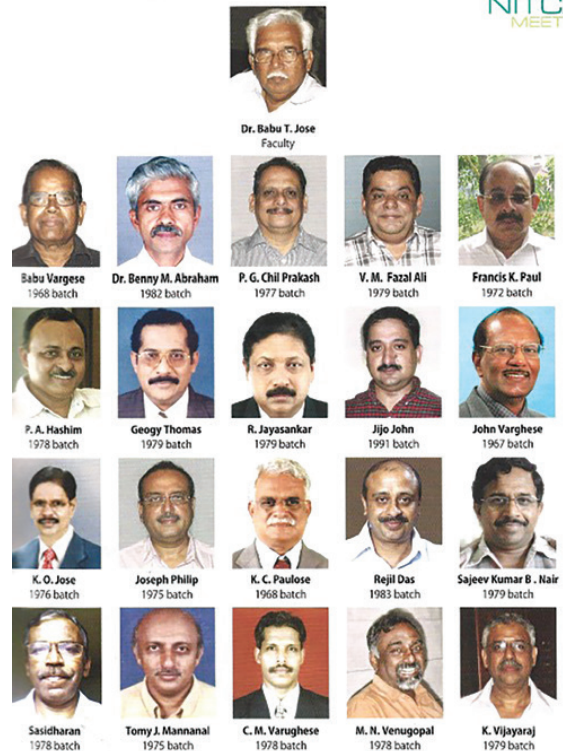 NITC
MEET
Dr. Babu T. Jose
Faculty
Babu Vargese
1968 batch
Dr. Benny M. Abraham
1982 batch
P. G. Chil Prakash
1977 batch
V. M. Fazal Ali
1979 batch
Francis K. Paul
1972 batch
P. A. Hashim
1978 batch
Geogy Thomas
1979 batch
R. Jayasankar
1979 batch
Jijo John
1991 batch
John Varghese
1967 batch
K. O. Jose
1976 batch
Joseph Philip
1975 batch
K. C. Paulose
1968 batch
Rejil Das
1983 batch
Sajeev Kumar B . Nair
1979 batch
Sasidharan
1978 batch
Tomy J. Mannanal
1975 batch
C. M. Varughese
1978 batch
M. N. Venugopal
1978 batch
K. Vijayaraj
1979 batch